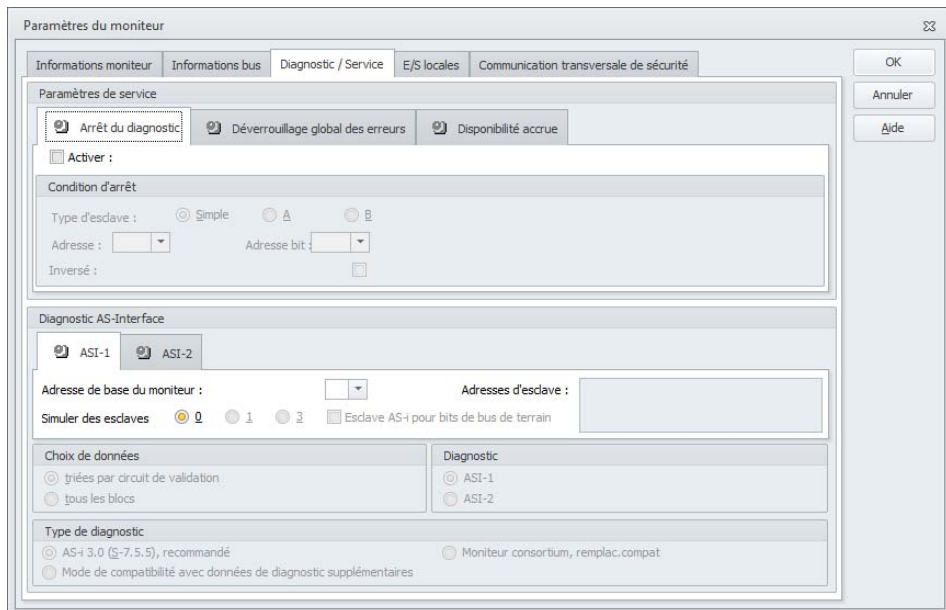 Paramètres du moniteur
Informations moniteur Informations bus Diagnostic / Service E/S locales Communication transversale de sécurité
OK
Annuler
Aide
Paramètres de service
Arrêt du diagnostic Déverrouillage global des erreurs Disponibilité accrue
Activer :
Condition d'arrêt
Type d'esclave : Simple A B
Adresse : Adresse bit :
Inversé :
Diagnostic AS-Interface
ASI-1 ASI-2
Adresse de base du moniteur : Adresses d'esclave :
Simuler des esclaves 0 1 3 Esclave AS-i pour bits de bus de terrain
Choix de données
triées par circuit de validation
tous les blocs
Diagnostic
ASI-1
ASI-2
Type de diagnostic
AS-i 3.0 (S-7.5.5), recommandé Moniteur consortium, remplac.compat
Mode de compatibilité avec données de diagnostic supplémentaires